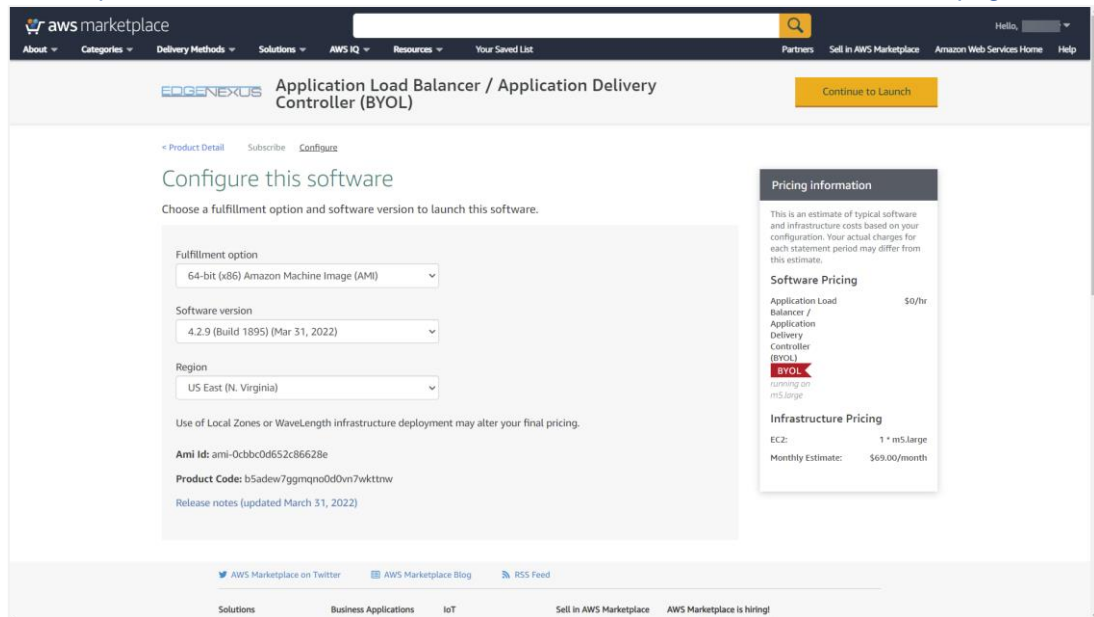 aws marketplace
Hello,
About Categories Delivery Methods Solutions AWS IQ Resources Your Saved List Partners Sell in AWS Marketplace Amazon Web Services Home Help
EDGENEXUS
Application Load Balancer / Application Delivery
Controller (BYOL)
Continue to Launch
< Product Detail Subscribe Configure
Configure this software
Choose a fulfillment option and software version to launch this software.
Fulfillment option
64-bit (x86) Amazon Machine Image (AMI)
Software version
4.2.9 (Build 1895) (Mar 31, 2022)
Region
US East (N. Virginia)
Use of Local Zones or WaveLength infrastructure deployment may alter your final pricing.
Ami Id: ami-0cbbc0d652c86628e
Product Code: b5adew7ggmqno0d0vn7wkttnw
Release notes (updated March 31, 2022)
Pricing information
This is an estimate of typical software
and infrastructure costs based on your
configuration. Your actual charges for
each statement period may differ from
this estimate.
Software Pricing
Application Load $0/hr
Balancer /
Application
Delivery
Controller
(BYOL)
BYOL
running on
m5.large
Infrastructure Pricing
EC2: 1 * m5.large
Monthly Estimate: $69.00/month
AWS Marketplace on Twitter AWS Marketplace Blog RSS Feed
Solutions Business Applications IoT Sell in AWS Marketplace AWS Marketplace is hiring!